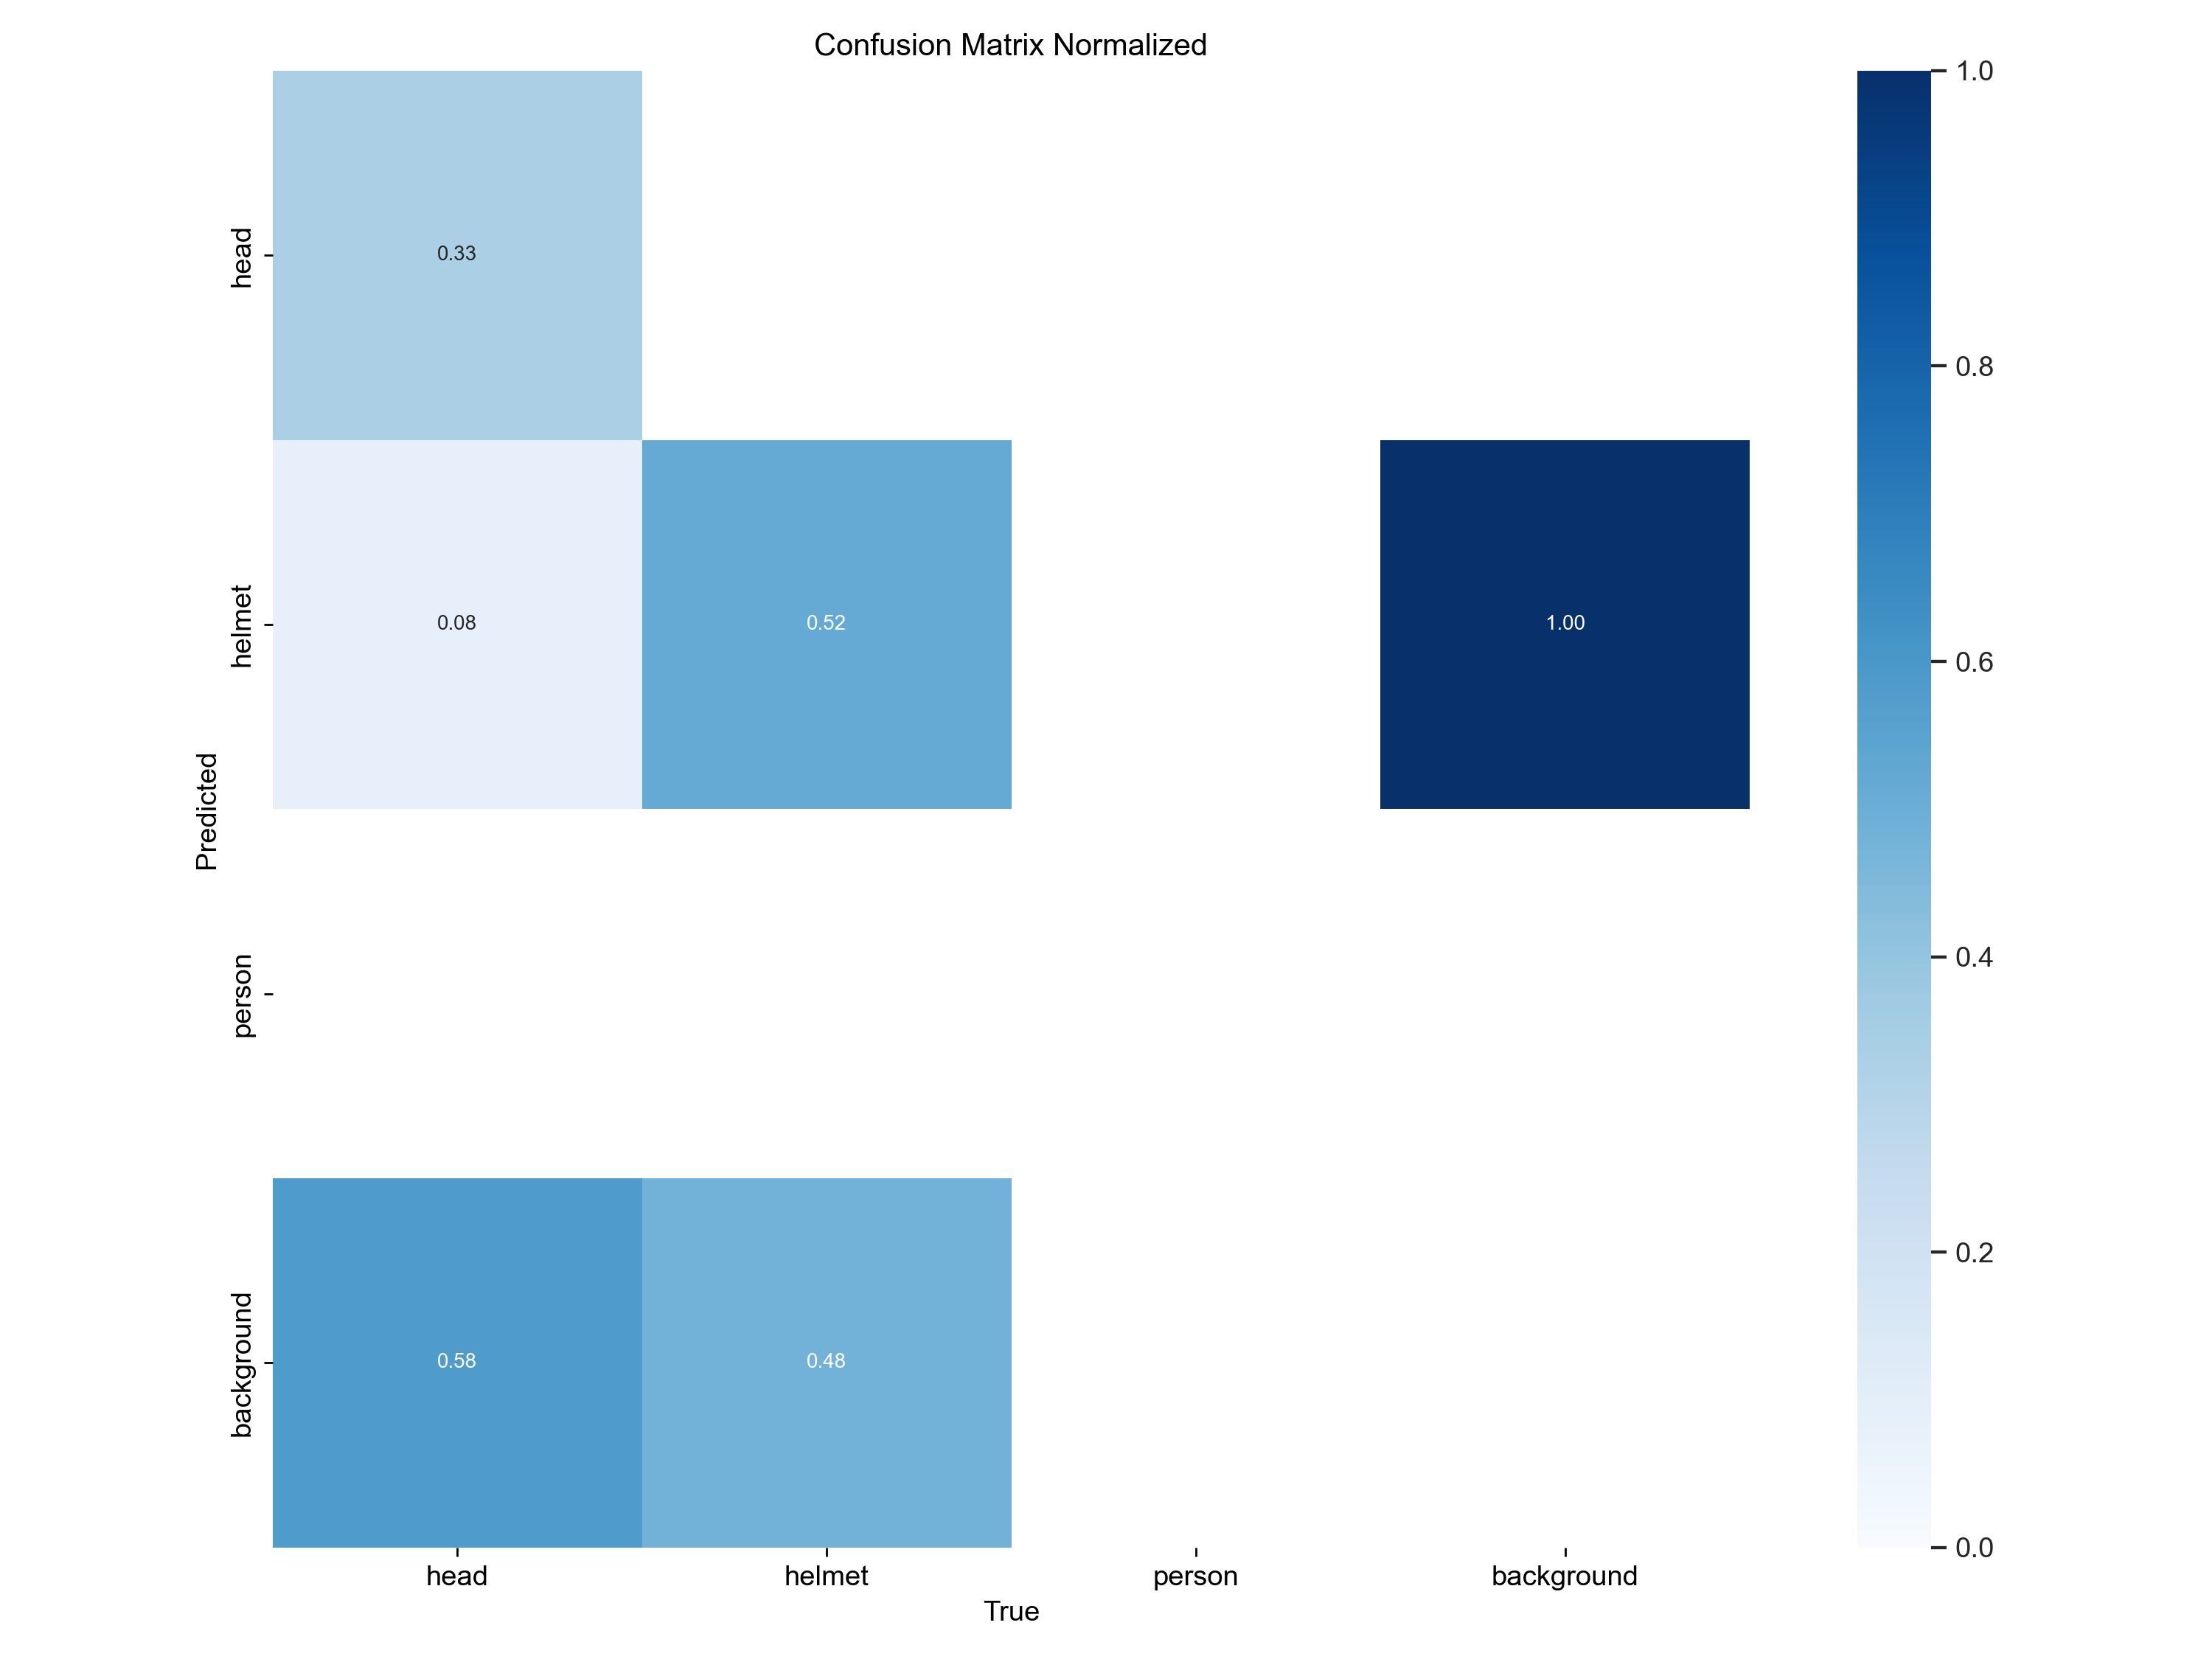 Confusion Matrix Normalized
head
0.33
helmet
0.08
0.52
1.00
Predicted
person
background
0.58
0.48
head
helmet
person
background
True
1.0
0.8
0.6
0.4
0.2
0.0